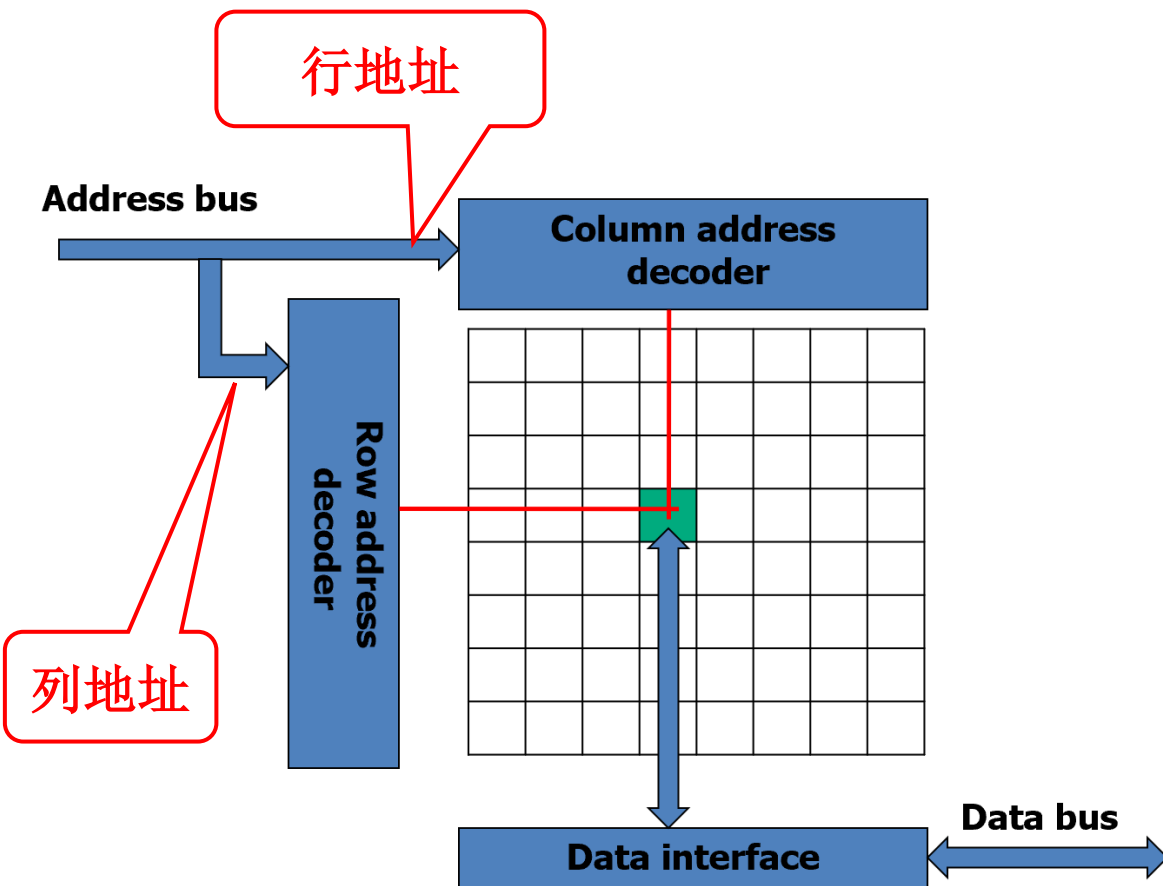 行地址
Address bus
Column address
decoder
Row address
decoder
列地址
Data bus
Data interface